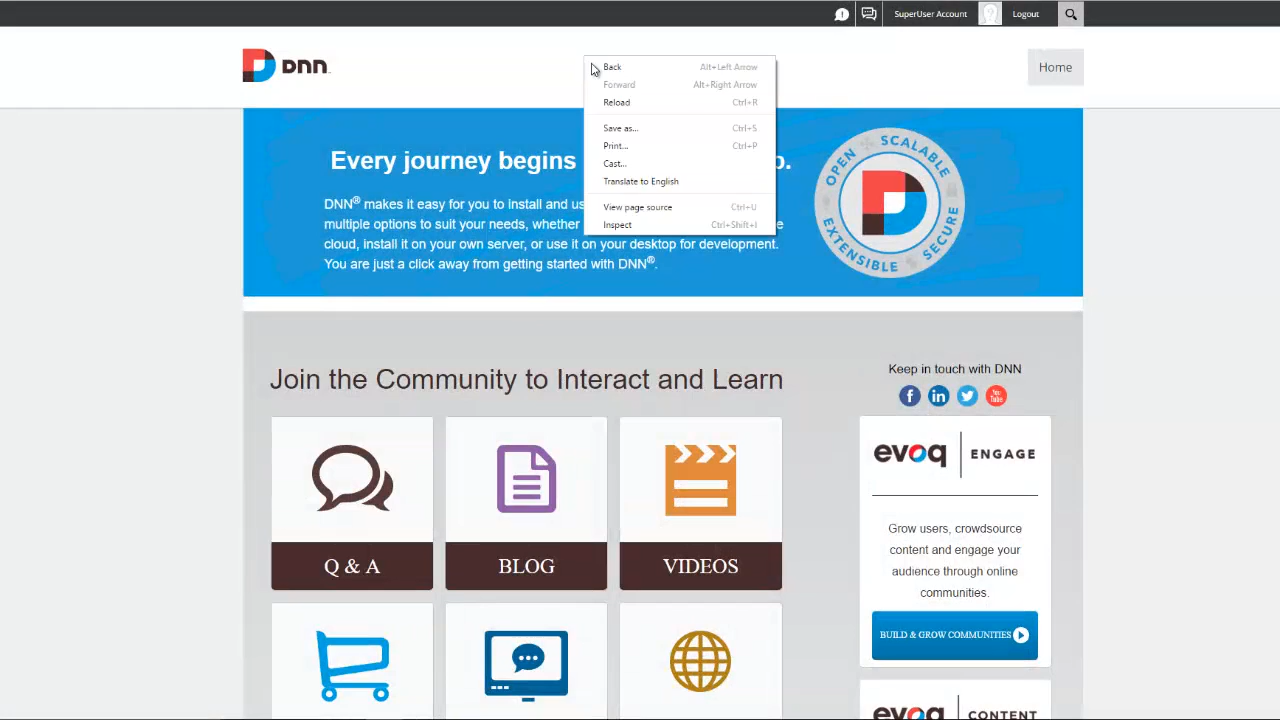 SuperUser Account
Logout
DNN
Home
Back Alt+Left Arrow
Forward Alt+Right Arrow
Reload Ctrl+R
Save as... Ctrl+S
Print... Ctrl+P
Cast...
Translate to English
View page source Ctrl+U
Inspect Ctrl+Shift+I
Every journey begins
p.
DNN® makes it easy for you to install and us
multiple options to suit your needs, whether e
cloud, install it on your own server, or use it on your desktop for development.
You are just a click away from getting started with DNN®.
OPEN SCALABLE
EXTENSIBLE SECURE
Join the Community to Interact and Learn
Q & A
BLOG
VIDEOS
Keep in touch with DNN
f
in
You
Tube
evoq ENGAGE
Grow users, crowdsource
content and engage your
audience through online
communities.
BUILD & GROW COMMUNITIES
evoq CONTENT